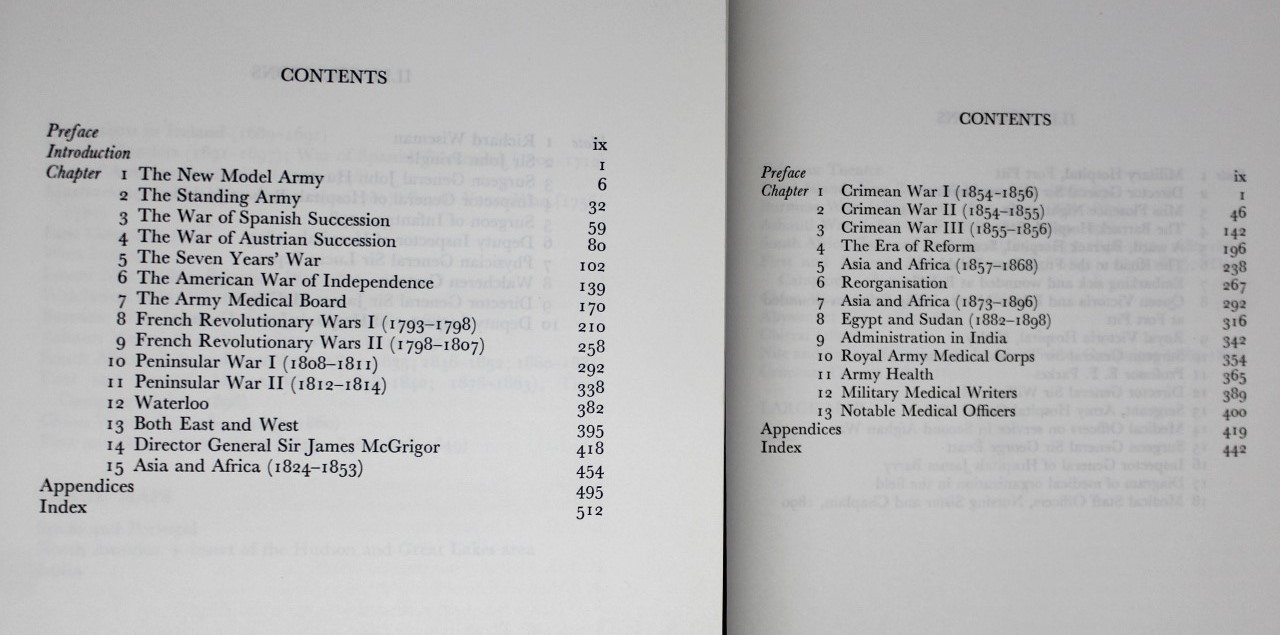 CONTENTS
Preface ix
Introduction 1
Chapter 1 The New Model Army 6
2 The Standing Army 32
3 The War of Spanish Succession 59
4 The War of Austrian Succession 80
5 The Seven Years' War 102
6 The American War of Independence 139
7 The Army Medical Board 170
8 French Revolutionary Wars I (1793–1798) 210
9 French Revolutionary Wars II (1798–1807) 258
10 Peninsular War I (1808–1811) 292
11 Peninsular War II (1812–1814) 338
12 Waterloo 382
13 Both East and West 395
14 Director General Sir James McGrigor 418
15 Asia and Africa (1824–1853) 454
Appendices 495
Index 512
CONTENTS
Preface ix
Chapter 1 Crimean War I (1854–1856) 1
2 Crimean War II (1854–1855) 46
3 Crimean War III (1855–1856) 142
4 The Era of Reform 196
5 Asia and Africa (1857–1868) 238
6 Reorganisation 267
7 Asia and Africa (1873–1896) 292
8 Egypt and Sudan (1882–1898) 316
9 Administration in India 342
10 Royal Army Medical Corps 354
11 Army Health 365
12 Military Medical Writers 389
13 Notable Medical Officers 400
Appendices 419
Index 442